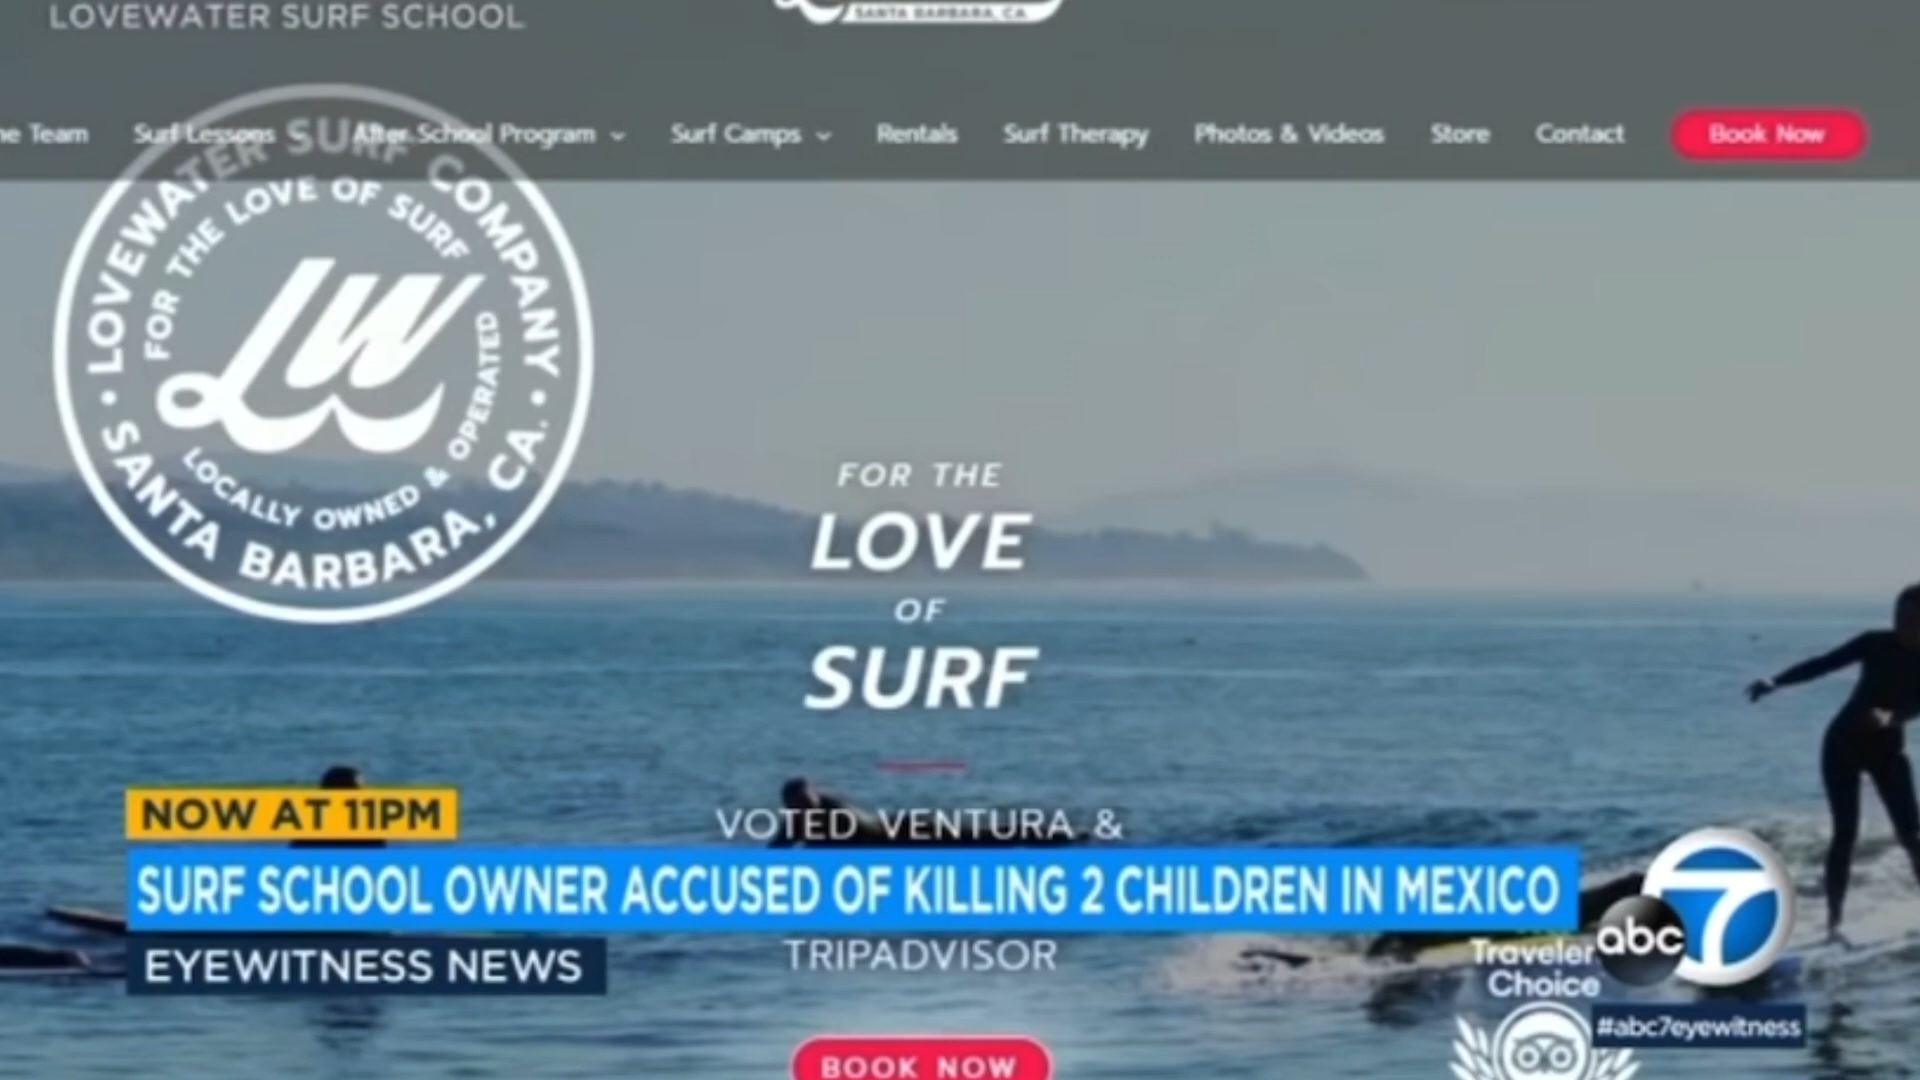 LOVEWATER SURF SCHOOL
SANTA BARBARA, CA
he Team
Surf Lessons
After School Program
Surf Camps
Rentals
Surf Therapy
Photos & Videos
Store
Contact
Book Now
LOVEWATER SURF COMPANY
FOR THE LOVE OF SURF
LW
LOCALLY OWNED & OPERATED
• SANTA BARBARA, CA. •
FOR THE
LOVE
OF
SURF
VOTED VENTURA &
NOW AT 11PM
SURF SCHOOL OWNER ACCUSED OF KILLING 2 CHILDREN IN MEXICO
EYEWITNESS NEWS
TRIPADVISOR
Traveler
Choice
abc 7
#abc7eyewitness
BOOK NOW